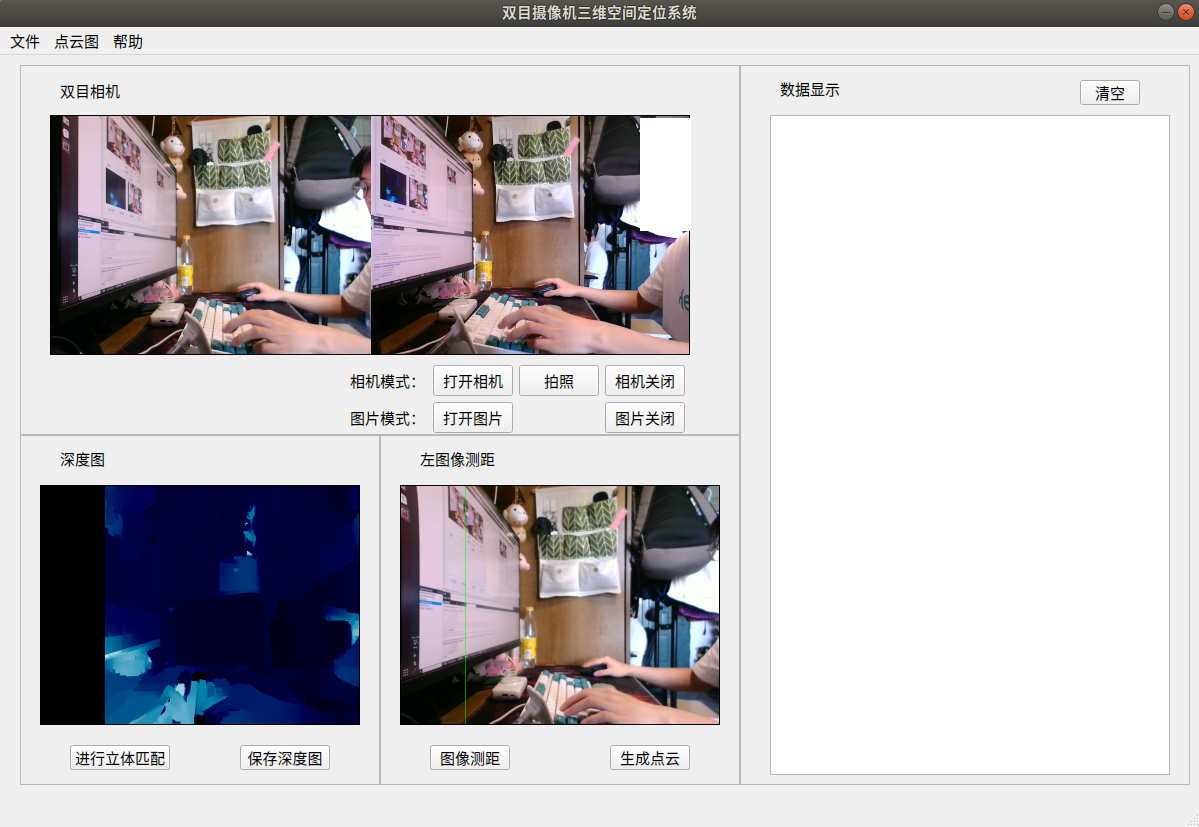 双目摄像机三维空间定位系统
文件 点云图 帮助
双目相机
相机模式： 打开相机 拍照 相机关闭
图片模式： 打开图片 图片关闭
深度图
进行立体匹配 保存深度图
左图像测距
图像测距 生成点云
数据显示 清空